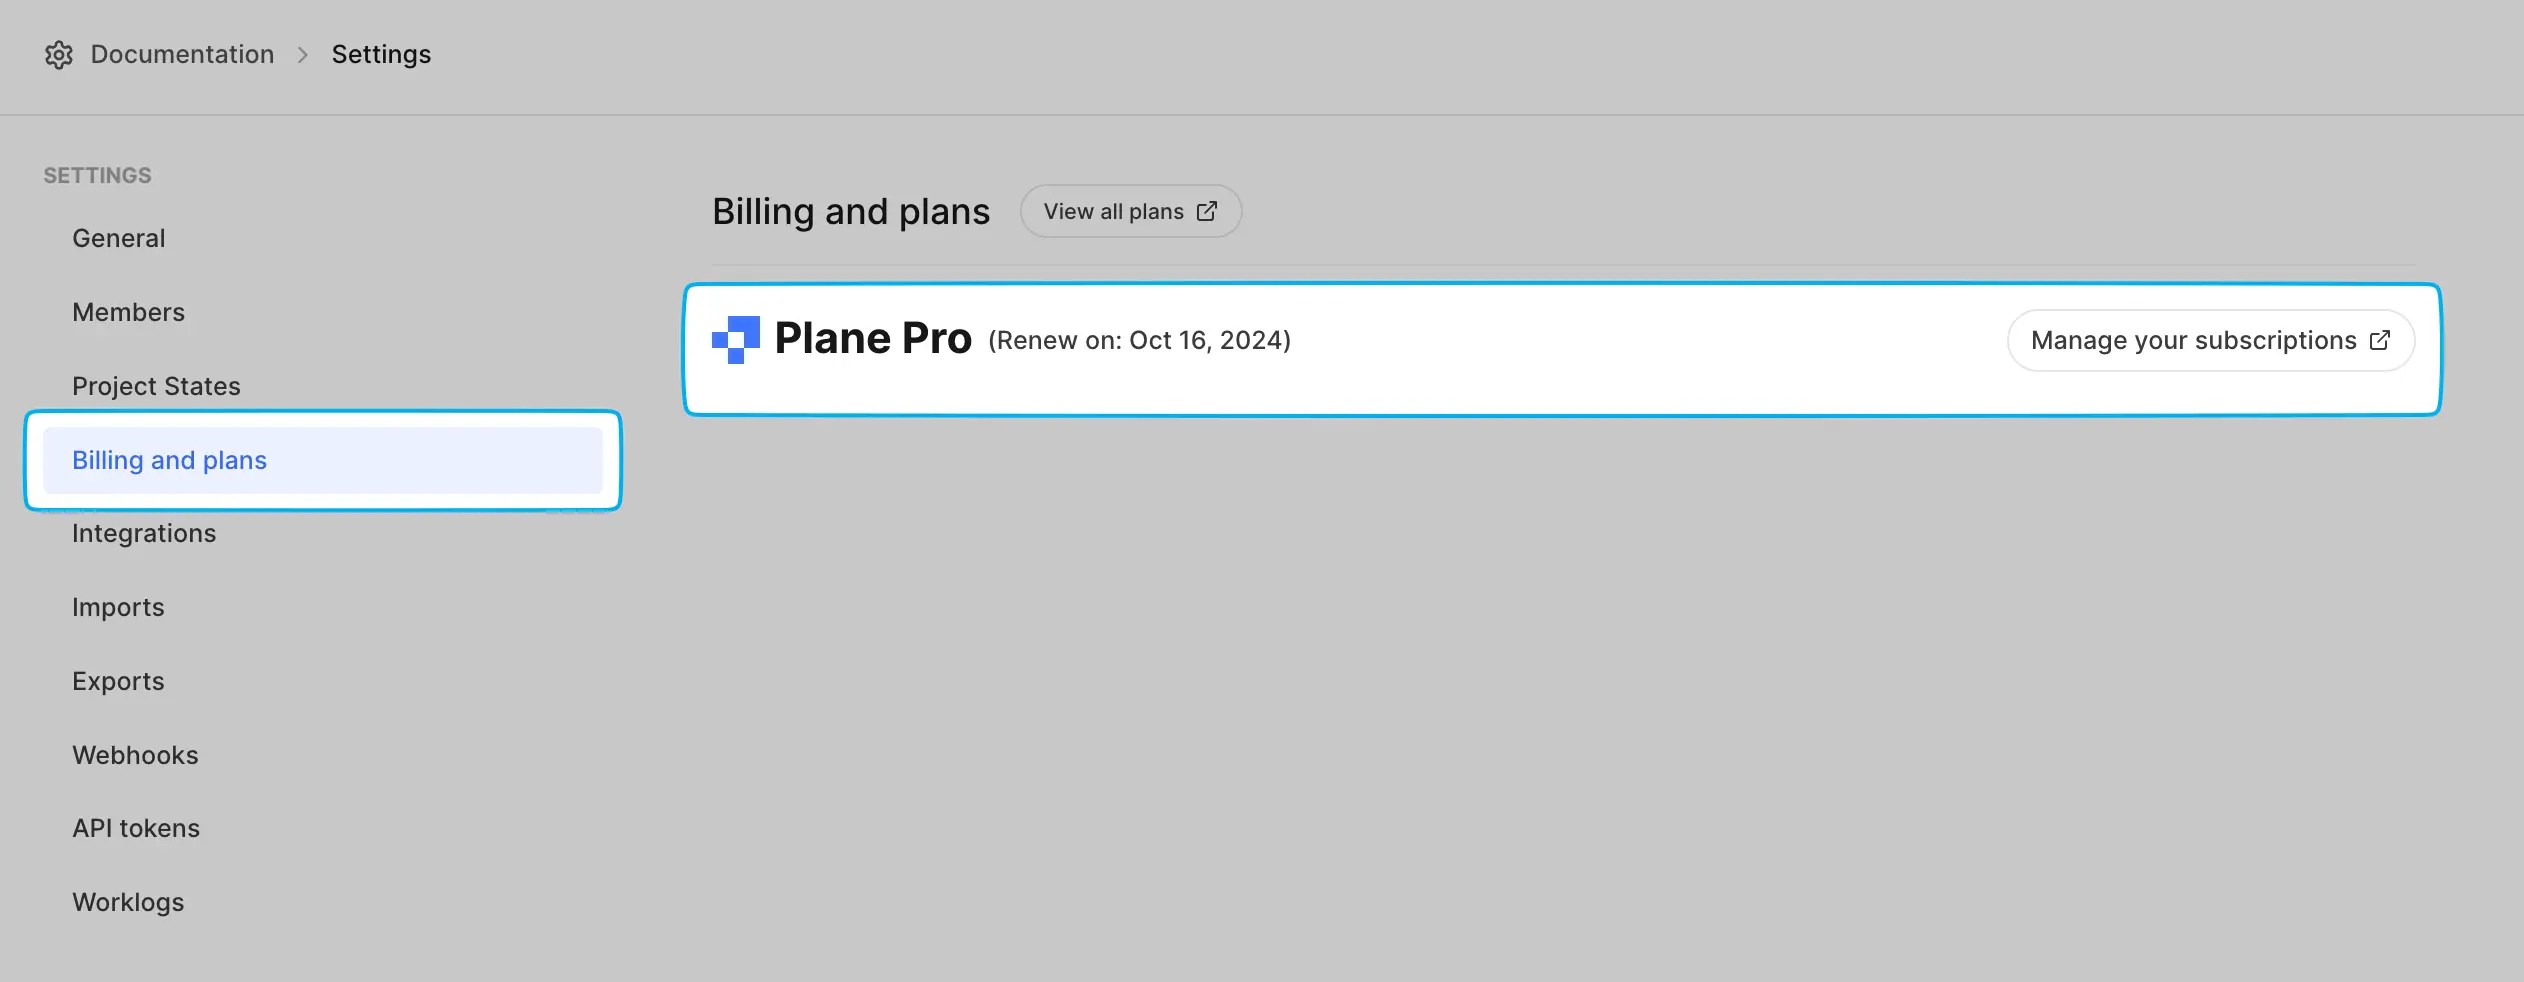 Documentation > Settings
SETTINGS
General
Members
Project States
Billing and plans
Integrations
Imports
Exports
Webhooks
API tokens
Worklogs
Billing and plans View all plans
Plane Pro (Renew on: Oct 16, 2024) Manage your subscriptions